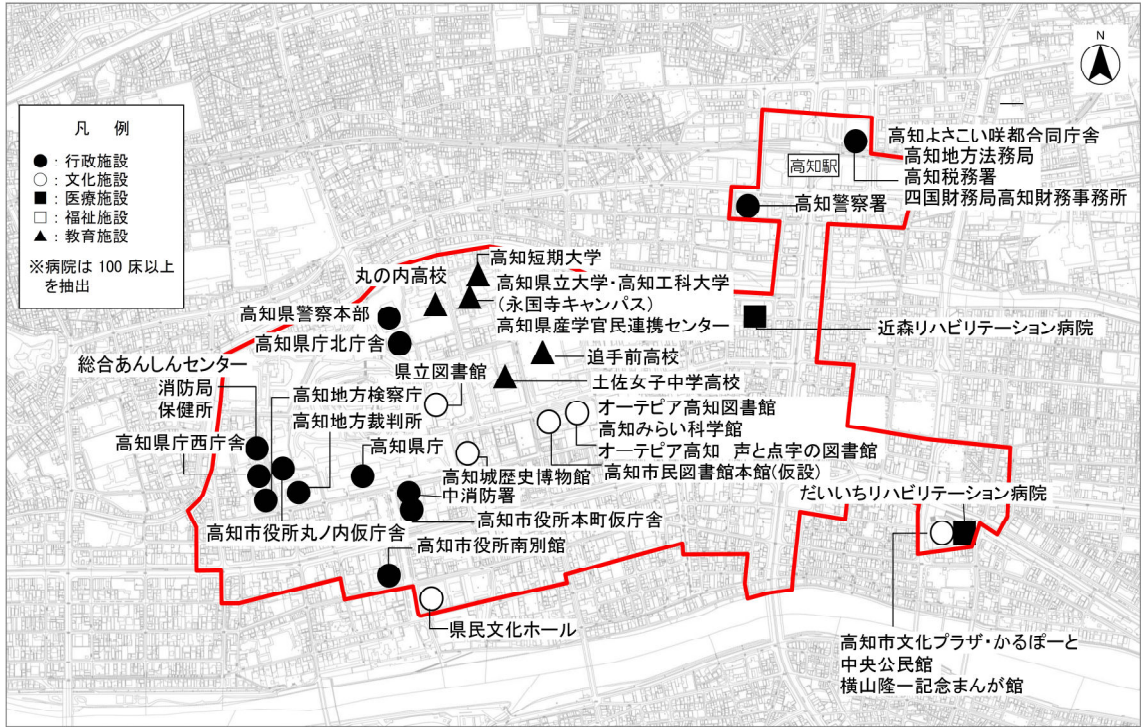 N
凡 例
●：行政施設
○：文化施設
■：医療施設
□：福祉施設
▲：教育施設
※病院は 100 床以上
を抽出
高知よさこい咲都合同庁舎
高知地方法務局
高知税務署
四国財務局高知財務事務所
高知駅
高知警察署
高知短期大学
丸の内高校
高知県立大学・高知工科大学
(永国寺キャンパス)
高知県産学官民連携センター
高知県警察本部
高知県庁北庁舎
近森リハビリテーション病院
追手前高校
県立図書館
土佐女子中学高校
総合あんしんセンター
消防局
保健所
高知地方検察庁
高知地方裁判所
高知県庁西庁舎
高知県庁
オーテピア高知図書館
高知みらい科学館
オーテピア高知 声と点字の図書館
高知城歴史博物館
高知市民図書館本館(仮設)
中消防署
だいいちリハビリテーション病院
高知市役所丸ノ内仮庁舎
高知市役所本町仮庁舎
高知市役所南別館
県民文化ホール
高知市文化プラザ・かるぽーと
中央公民館
横山隆一記念まんが館